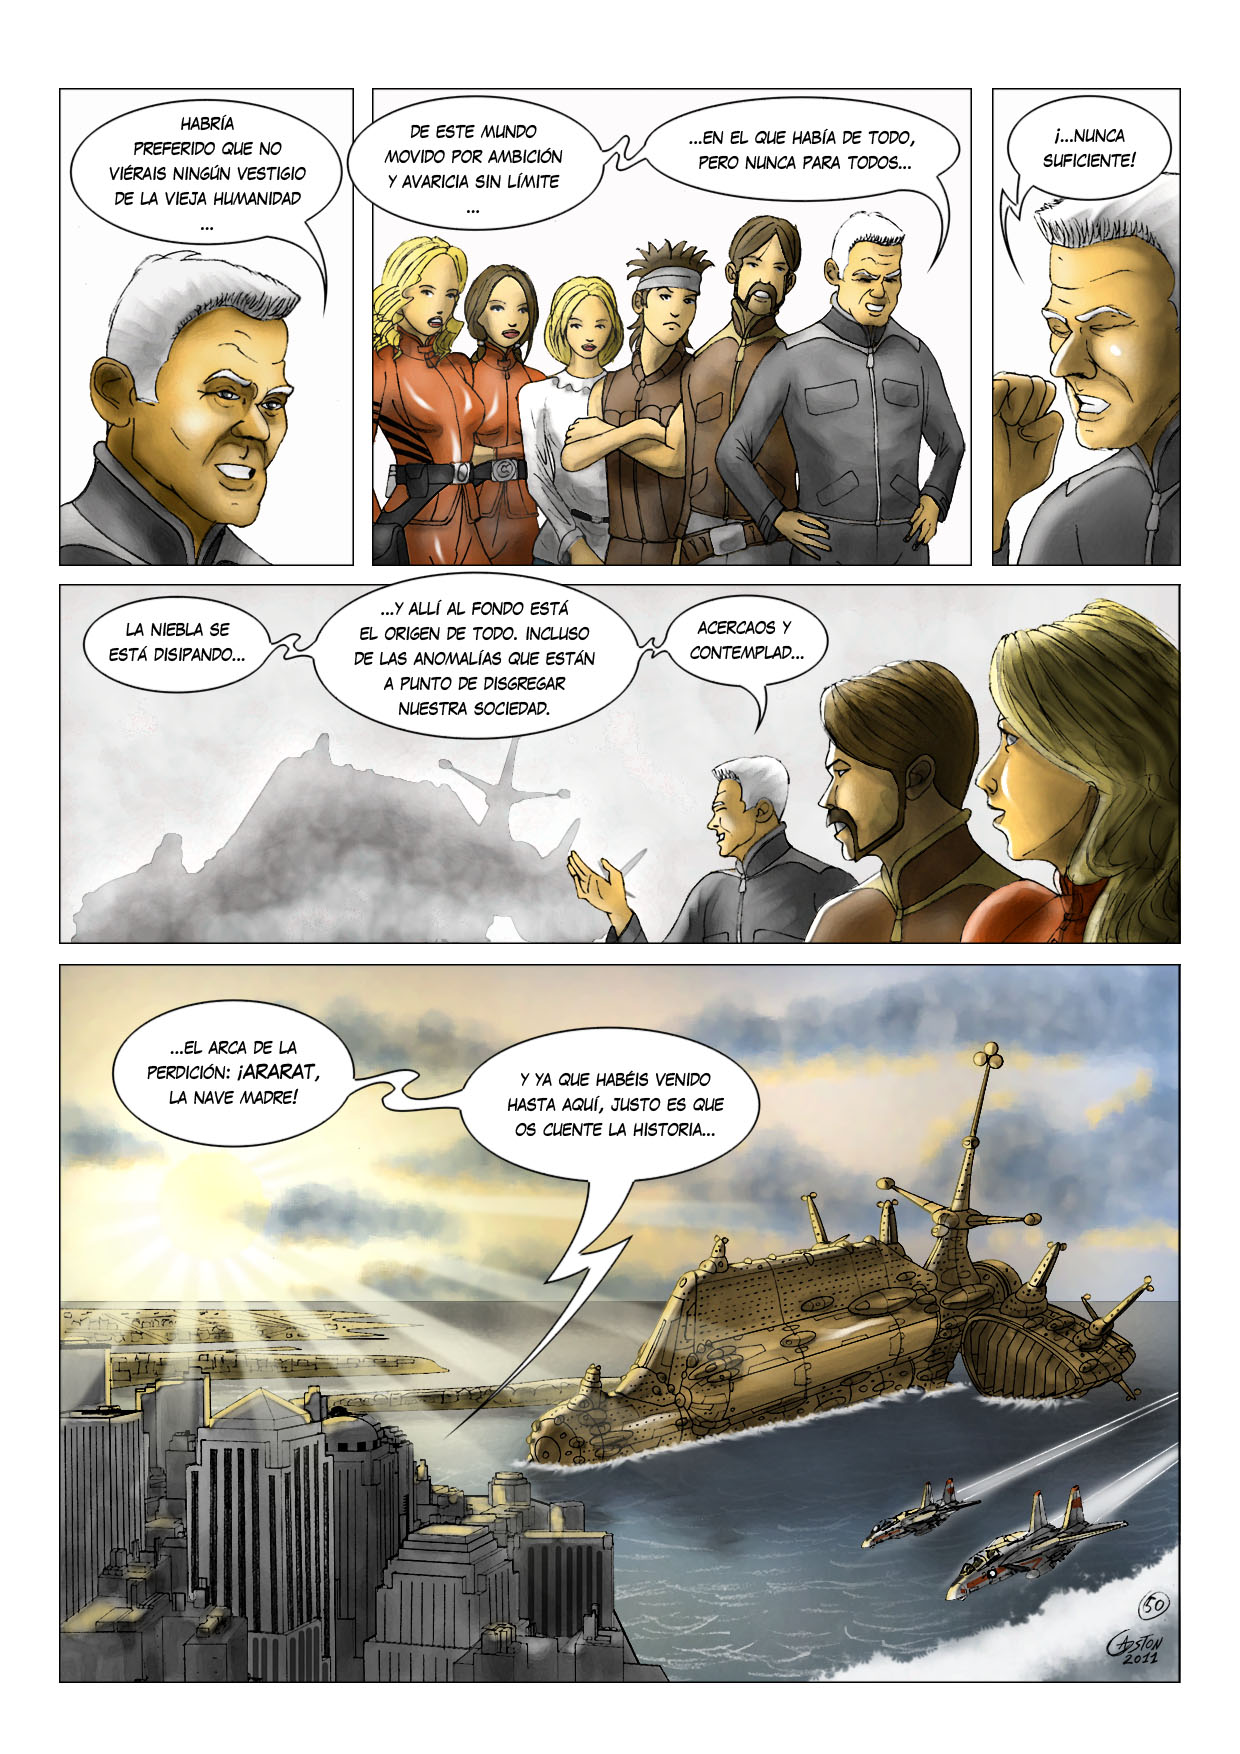 HABRÍA
PREFERIDO QUE NO
VIÉRAIS NINGÚN VESTIGIO
DE LA VIEJA HUMANIDAD
...
DE ESTE MUNDO
MOVIDO POR AMBICIÓN
Y AVARICIA SIN LÍMITE
...
...EN EL QUE HABÍA DE TODO,
PERO NUNCA PARA TODOS...
¡...NUNCA
SUFICIENTE!
LA NIEBLA SE
ESTÁ DISIPANDO...
...Y ALLÍ AL FONDO ESTÁ
EL ORIGEN DE TODO. INCLUSO
DE LAS ANOMALÍAS QUE ESTÁN
A PUNTO DE DISGREGAR
NUESTRA SOCIEDAD.
ACERCAOS Y
CONTEMPLAD...
...EL ARCA DE LA
PERDICIÓN: ¡ARARAT,
LA NAVE MADRE!
Y YA QUE HABÉIS VENIDO
HASTA AQUÍ, JUSTO ES QUE
OS CUENTE LA HISTORIA...
50
2011